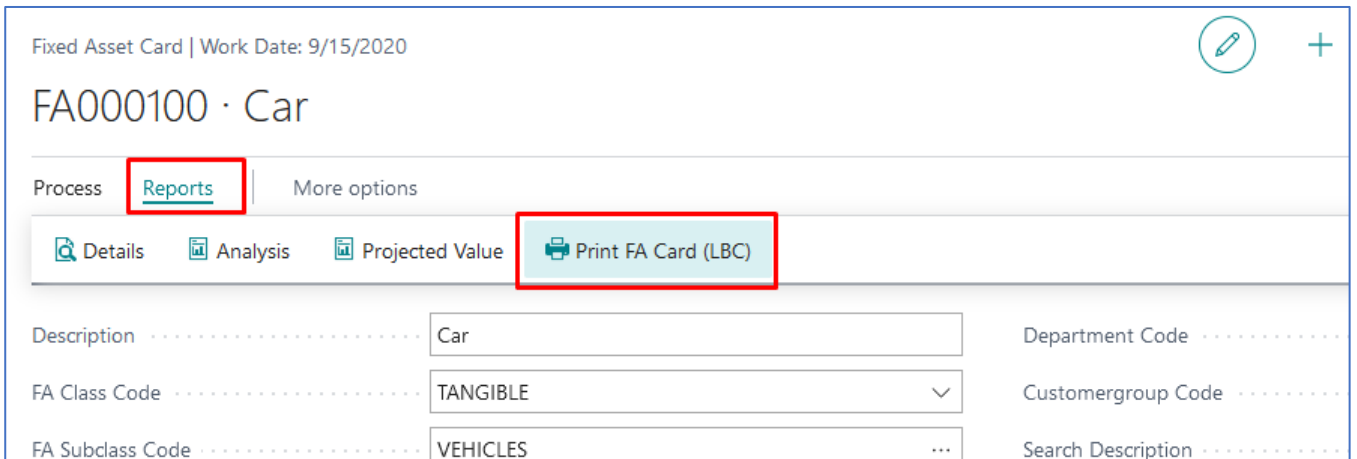 Fixed Asset Card | Work Date: 9/15/2020
FA000100 · Car
Process Reports More options
Details Analysis Projected Value Print FA Card (LBC)
Description Car Department Code
FA Class Code TANGIBLE Customergroup Code
FA Subclass Code VEHICLES ... Search Description